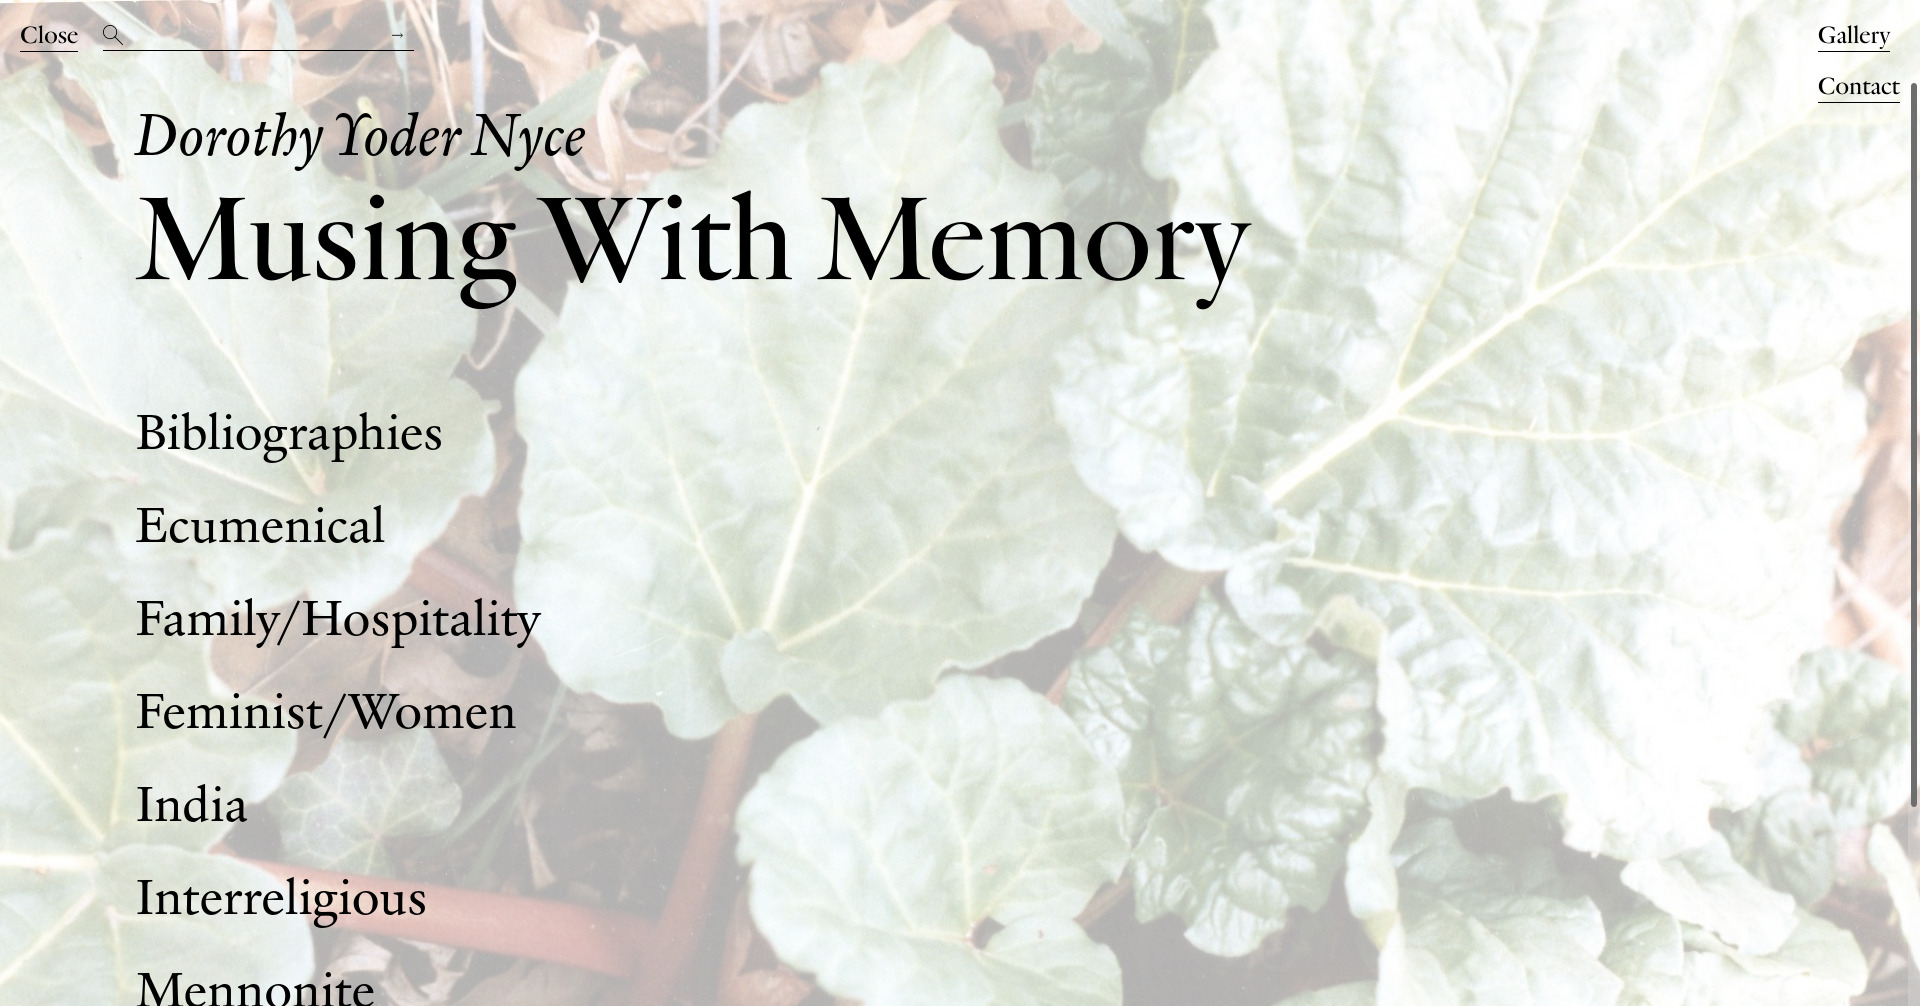 Close
→
Gallery
Contact
Dorothy Yoder Nyce
Musing With Memory
Bibliographies
Ecumenical
Family/Hospitality
Feminist/Women
India
Interreligious
Mennonite